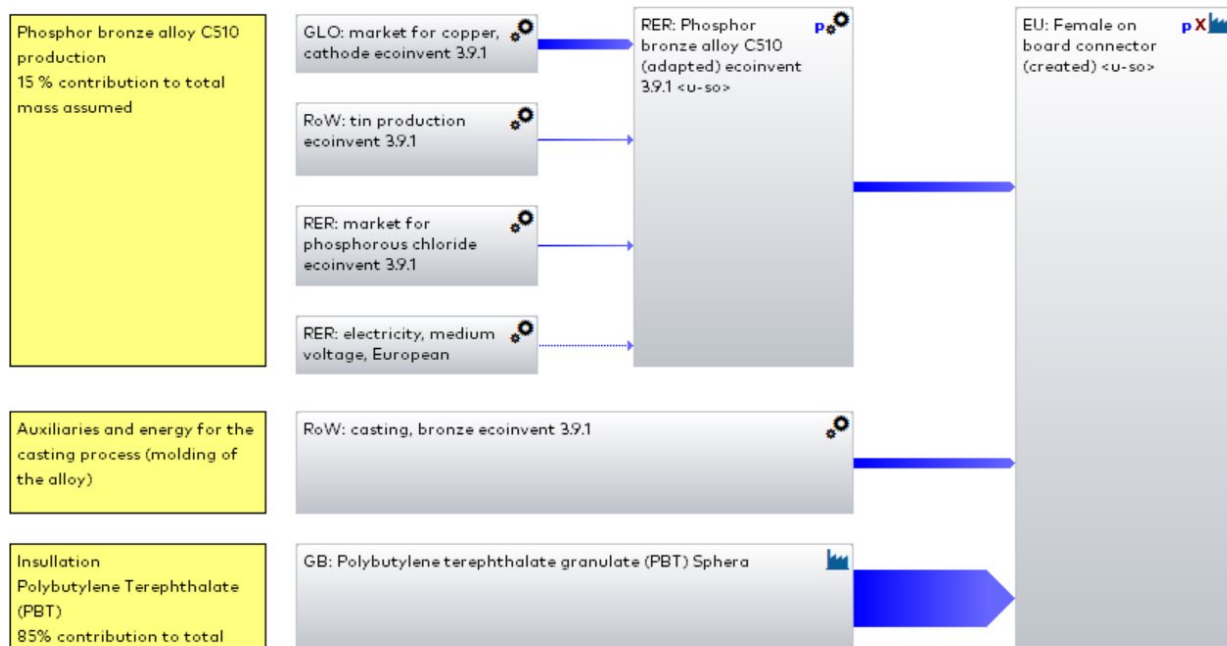 Phosphor bronze alloy C510
production
15 % contribution to total
mass assumed
GLO: market for copper,
cathode ecoinvent 3.9.1
RoW: tin production
ecoinvent 3.9.1
RER: market for
phosphorous chloride
ecoinvent 3.9.1
RER: electricity, medium
voltage, European
RER: Phosphor
bronze alloy C510
(adapted) ecoinvent
3.9.1 <u-so>
p
EU: Female on
board connector
(created) <u-so>
p X
Auxiliaries and energy for the
casting process (molding of
the alloy)
RoW: casting, bronze ecoinvent 3.9.1
Insullation
Polybutylene Terephthalate
(PBT)
85% contribution to total
GB: Polybutylene terephthalate granulate (PBT) Sphera